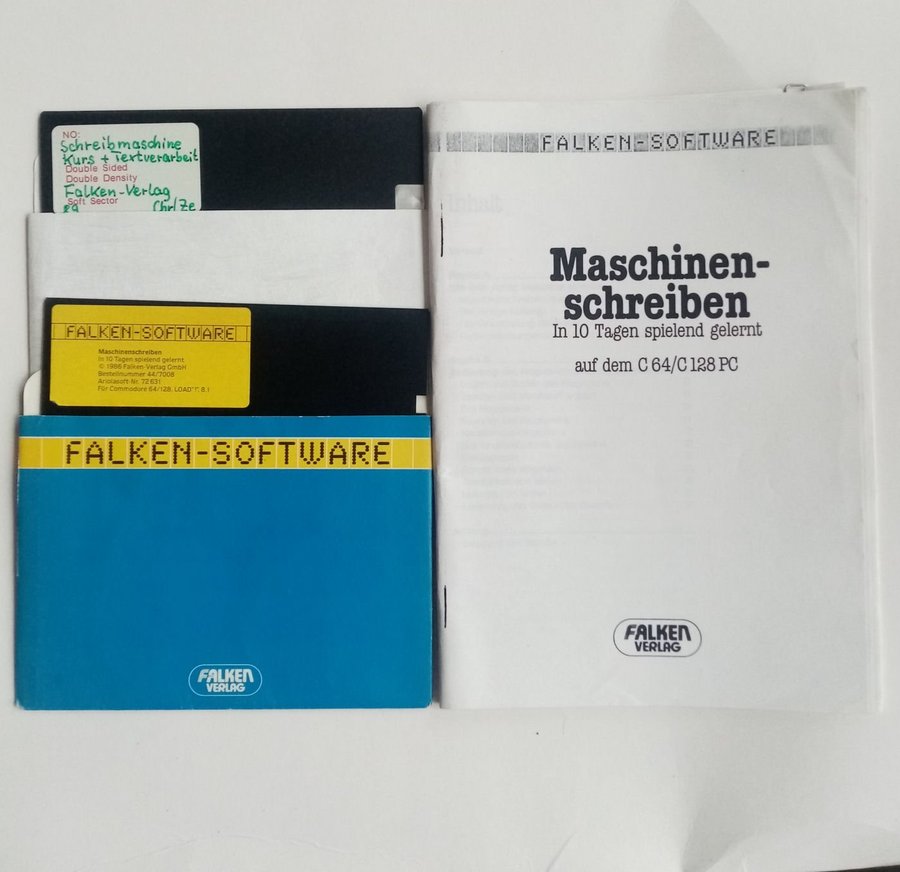 NO:
Schreibmaschine
Kurs + Textverarbeit
Double Sided
Double Density
Falken-Verlag
Soft Sector
89 Chr/Ze
FALKEN-SOFTWARE
Maschinenschreiben
In 10 Tagen spielend gelernt
© 1986 Falken-Verlag GmbH
Bestellnummer 44/7008
Ariolasoft-Nr. 72 631
Für Commodore 64/128, LOAD"*", 8,1
FALKEN-SOFTWARE
FALKEN
VERLAG
FALKEN-SOFTWARE
Maschinen-
schreiben
In 10 Tagen spielend gelernt
auf dem C 64/C 128 PC
FALKEN
VERLAG